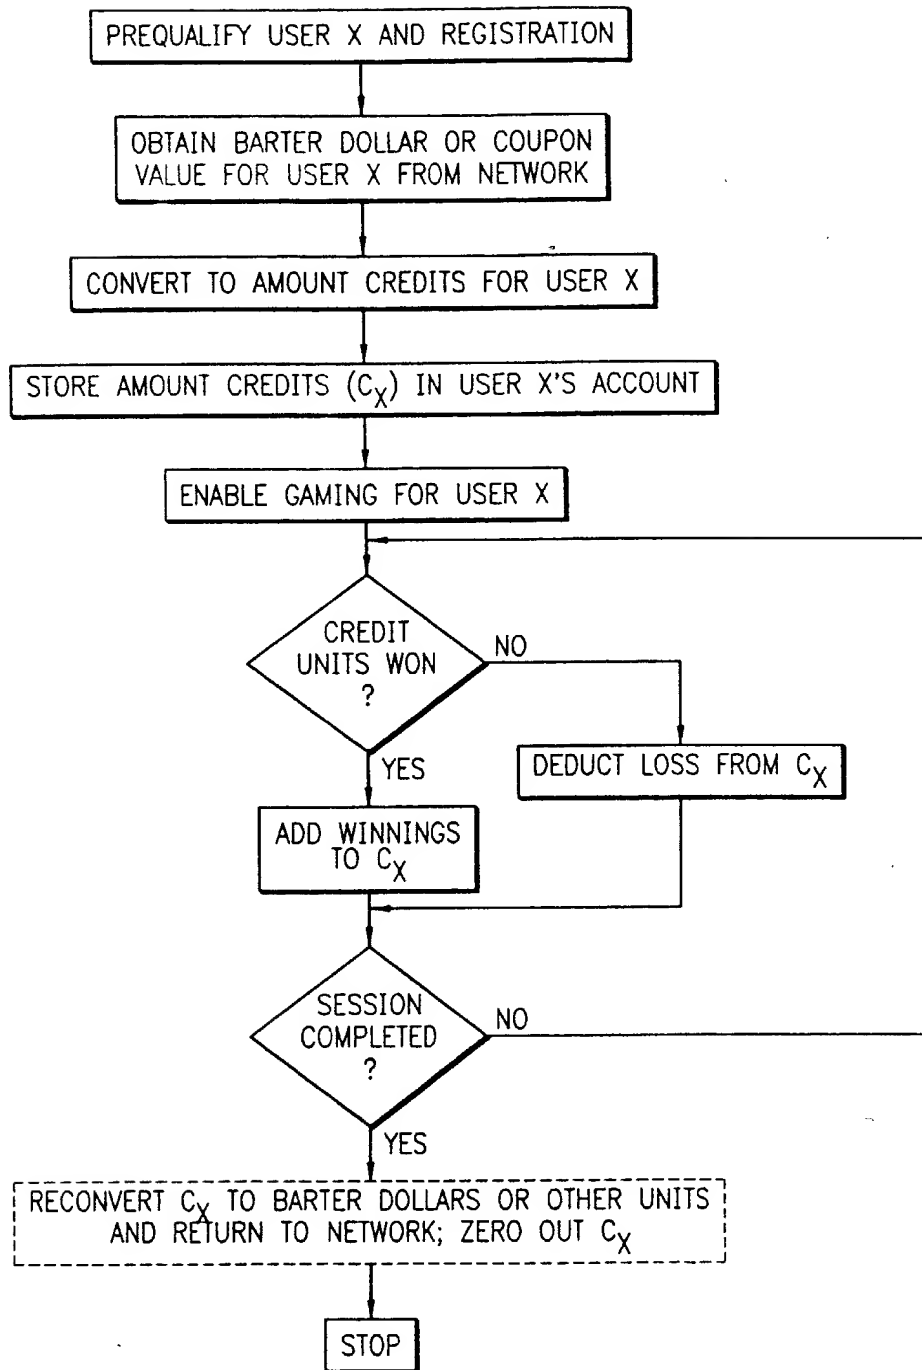 PREQUALIFY USER X AND REGISTRATION
OBTAIN BARTER DOLLAR OR COUPON
VALUE FOR USER X FROM NETWORK
CONVERT TO AMOUNT CREDITS FOR USER X
STORE AMOUNT CREDITS (CX) IN USER X'S ACCOUNT
ENABLE GAMING FOR USER X
CREDIT
UNITS WON
?
NO
YES
DEDUCT LOSS FROM CX
ADD WINNINGS
TO CX
SESSION
COMPLETED
?
NO
YES
RECONVERT CX TO BARTER DOLLARS OR OTHER UNITS
AND RETURN TO NETWORK; ZERO OUT CX
STOP